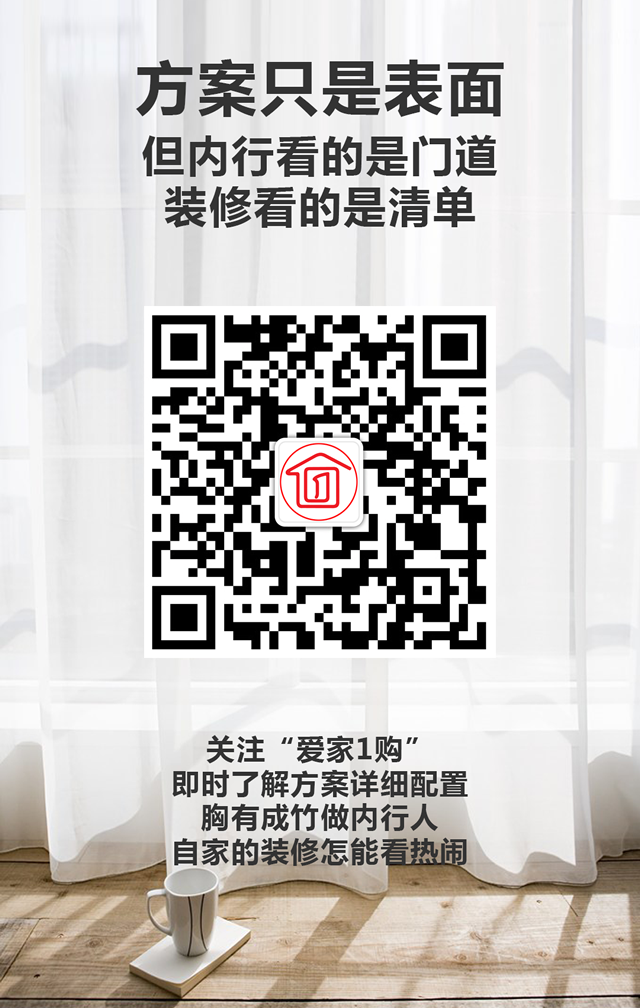 方案只是表面
但内行看的是门道
装修看的是清单
关注“爱家1购”
即时了解方案详细配置
胸有成竹做内行人
自家的装修怎能看热闹